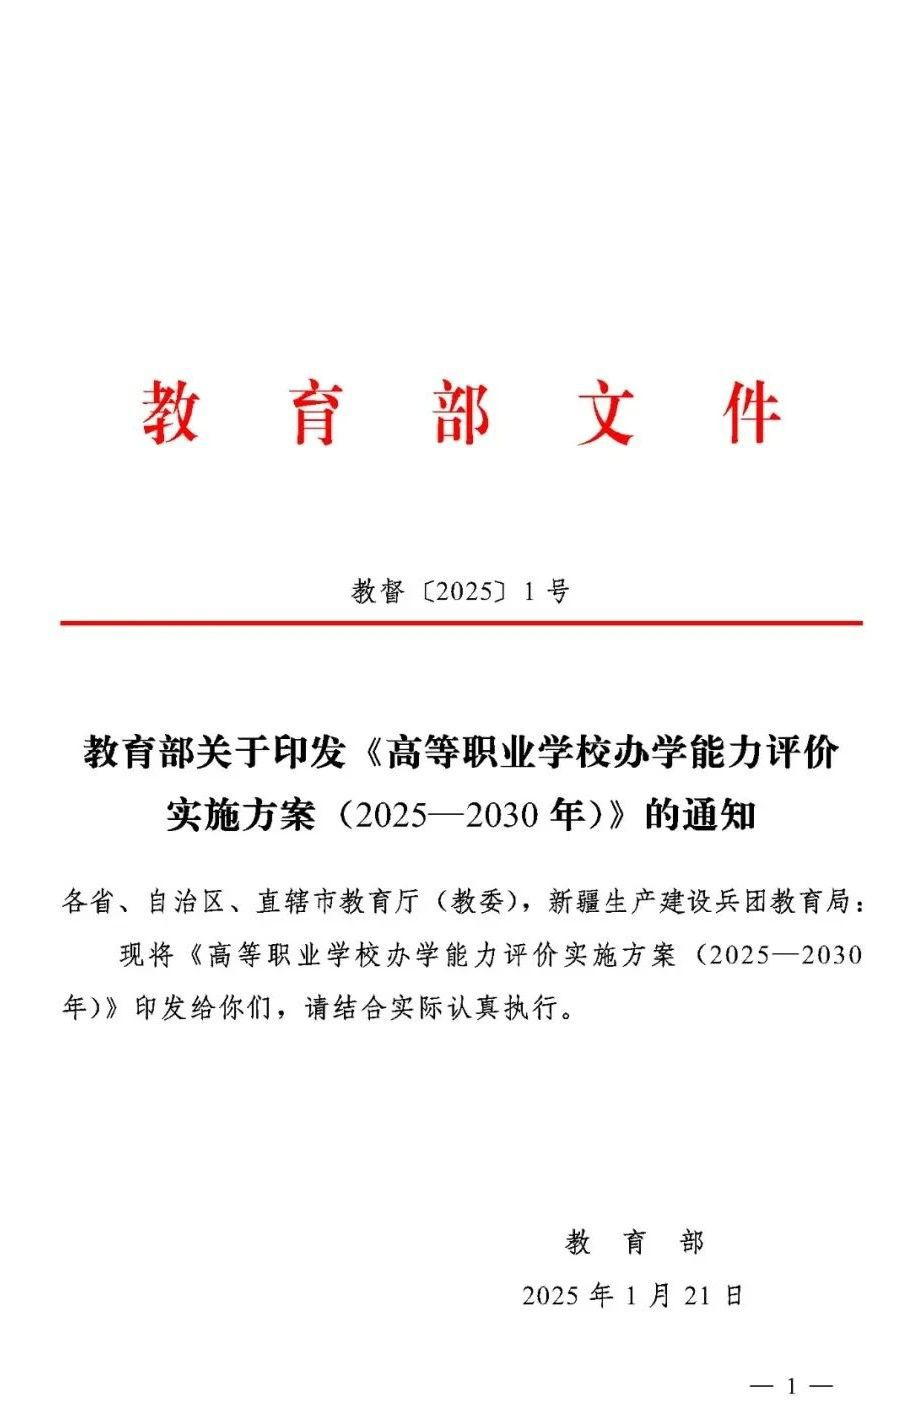 教育部文件
教督〔2025〕1号
教育部关于印发《高等职业学校办学能力评价
实施方案（2025—2030年）》的通知
各省、自治区、直辖市教育厅（教委），新疆生产建设兵团教育局：
现将《高等职业学校办学能力评价实施方案（2025—2030
年）》印发给你们，请结合实际认真执行。
教育部
2025年1月21日
— 1 —